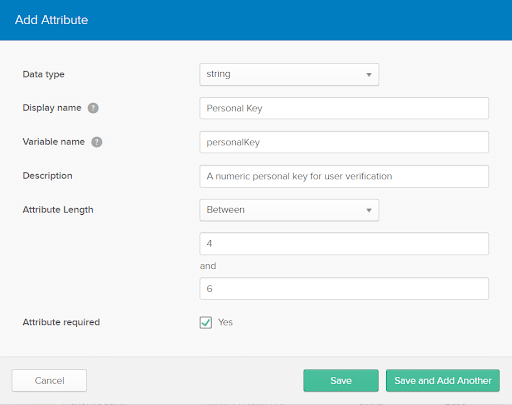 Add Attribute
Data type string
Display name ? Personal Key
Variable name ? personalKey
Description A numeric personal key for user verification
Attribute Length Between
4
and
6
Attribute required Yes
Cancel Save Save and Add Another